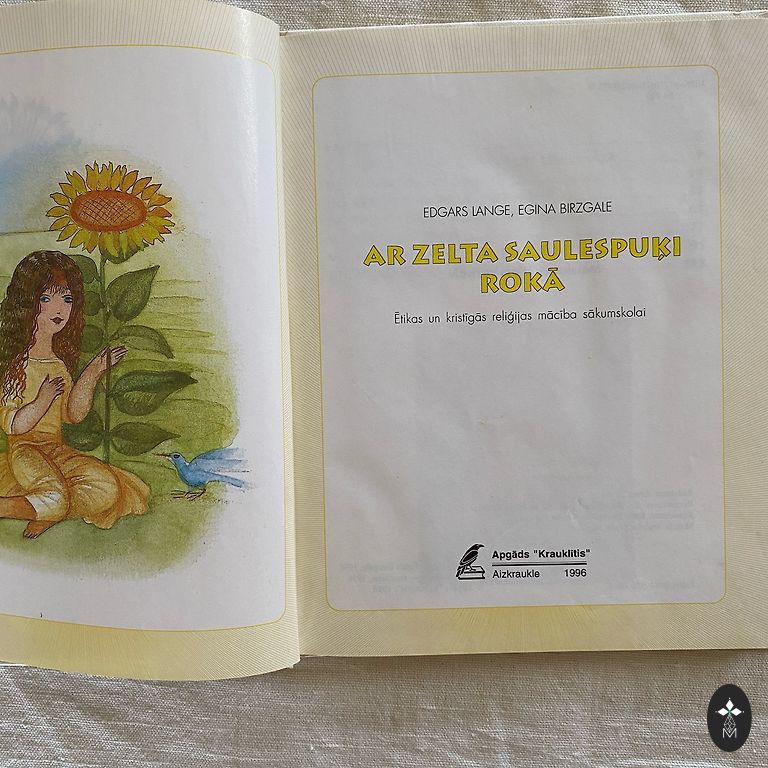 EDGARS LANGE, EGINA BIRZGALE
AR ZELTA SAULESPUĶI
ROKĀ
Ētikas un kristīgās reliģijas mācība sākumskolai
Apgāds "Krauklītis"
Aizkraukle 1996
M